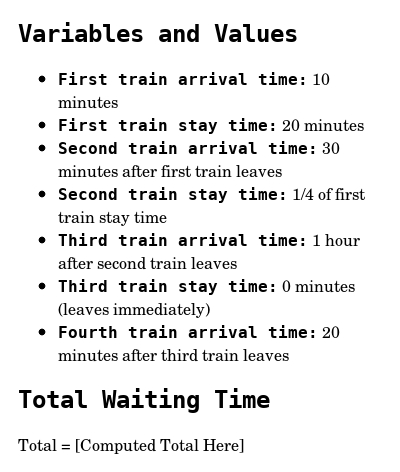 Variables and Values
First train arrival time: 10
minutes
First train stay time: 20 minutes
Second train arrival time: 30
minutes after first train leaves
Second train stay time: 1/4 of first
train stay time
Third train arrival time: 1 hour
after second train leaves
Third train stay time: 0 minutes
(leaves immediately)
Fourth train arrival time: 20
minutes after third train leaves
Total Waiting Time
Total = [Computed Total Here]